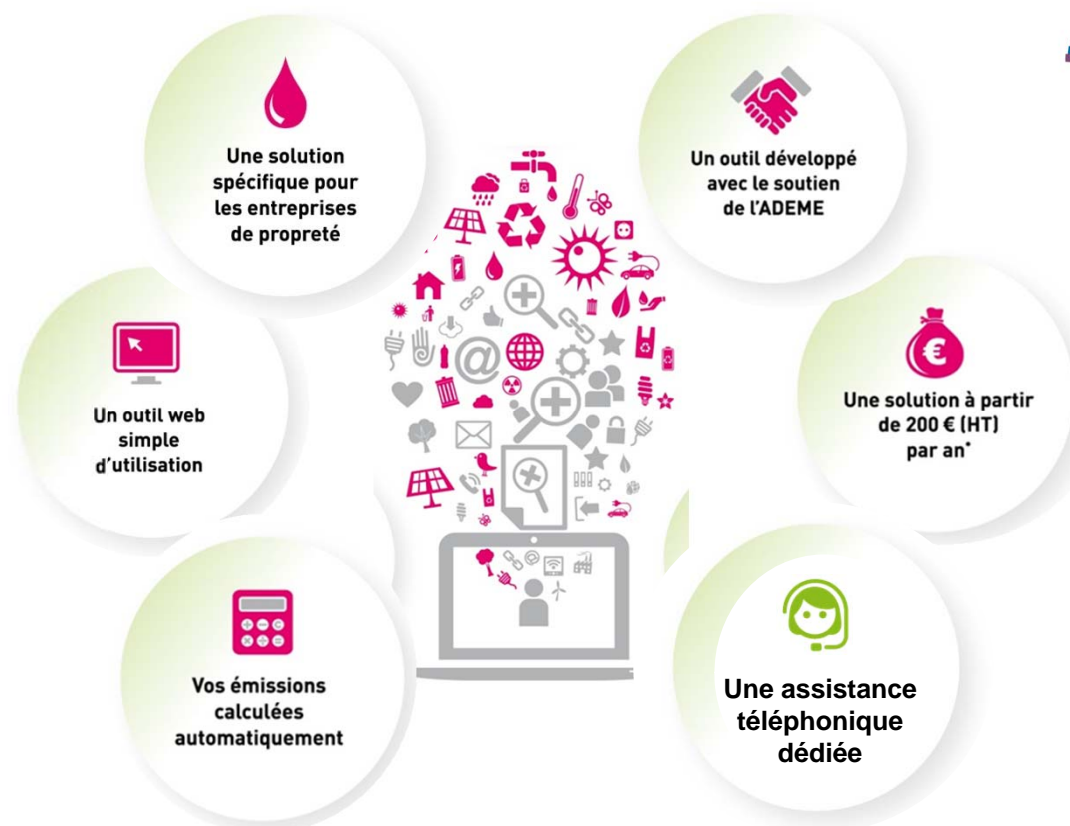 Une solution
spécifique pour
les entreprises
de propreté
Un outil développé
avec le soutien
de l'ADEME
Un outil web
simple
d'utilisation
Une solution à partir
de 200 € (HT)
par an*
Vos émissions
calculées
automatiquement
Une assistance
téléphonique
dédiée